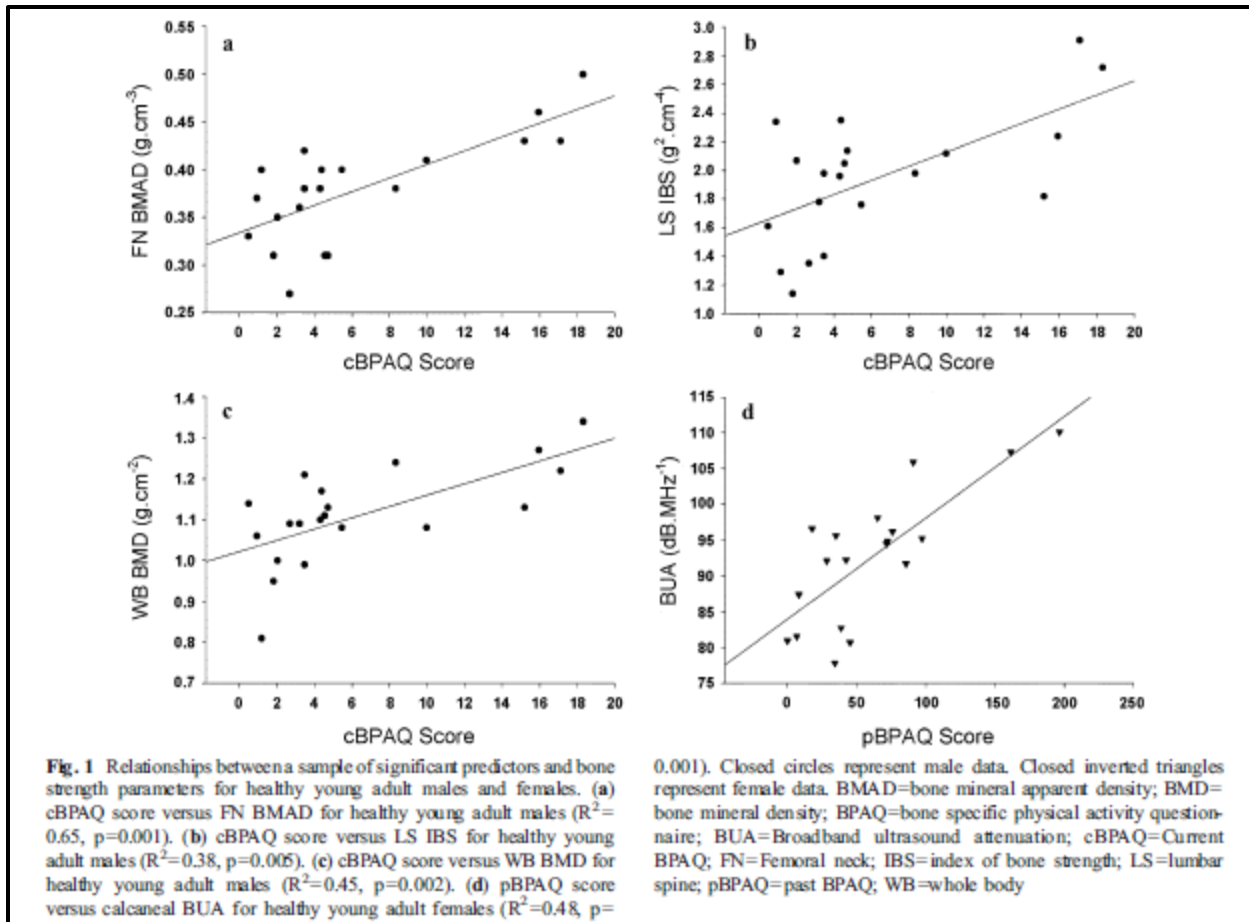 a
0.55
0.50
0.45
0.40
0.35
0.30
0.25
FN BMAD (g.cm-3)
0 2 4 6 8 10 12 14 16 18 20
cBPAQ Score
b
3.0
2.8
2.6
2.4
2.2
2.0
1.8
1.6
1.4
1.2
1.0
LS IBS (g2.cm-4)
0 2 4 6 8 10 12 14 16 18 20
cBPAQ Score
c
1.4
1.3
1.2
1.1
1.0
0.9
0.8
0.7
WB BMD (g.cm-2)
0 2 4 6 8 10 12 14 16 18 20
cBPAQ Score
d
115
110
105
100
95
90
85
80
75
BUA (dB.MHz-1)
0 50 100 150 200 250
pBPAQ Score
Fig. 1 Relationships between a sample of significant predictors and bone
strength parameters for healthy young adult males and females. (a)
cBPAQ score versus FN BMAD for healthy young adult males (R2=
0.65, p=0.001). (b) cBPAQ score versus LS IBS for healthy young
adult males (R2=0.38, p=0.005). (c) cBPAQ score versus WB BMD for
healthy young adult males (R2=0.45, p=0.002). (d) pBPAQ score
versus calcaneal BUA for healthy young adult females (R2=0.48, p=
0.001). Closed circles represent male data. Closed inverted triangles
represent female data. BMAD=bone mineral apparent density; BMD=
bone mineral density; BPAQ=bone specific physical activity question-
naire; BUA=Broadband ultrasound attenuation; cBPAQ=Current
BPAQ; FN=Femoral neck; IBS=index of bone strength; LS=lumbar
spine; pBPAQ=past BPAQ; WB=whole body